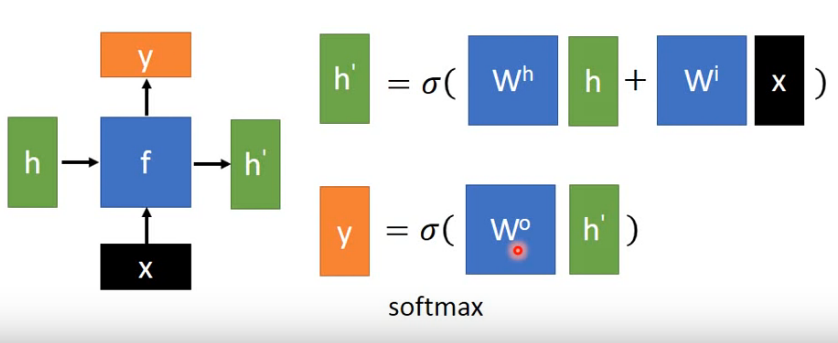 y
h
f
h'
x
h' = σ( Wʰ h + Wⁱ x )
y = σ( Wᵒ h' )
softmax